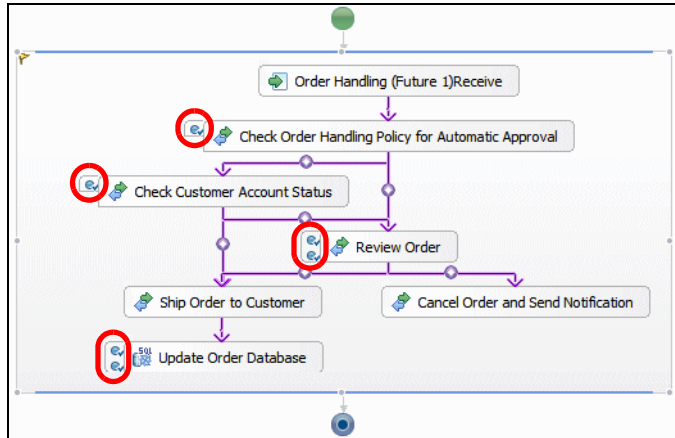 Order Handling (Future 1)Receive
Check Order Handling Policy for Automatic Approval
Check Customer Account Status
Review Order
Ship Order to Customer
Cancel Order and Send Notification
SQL
Update Order Database